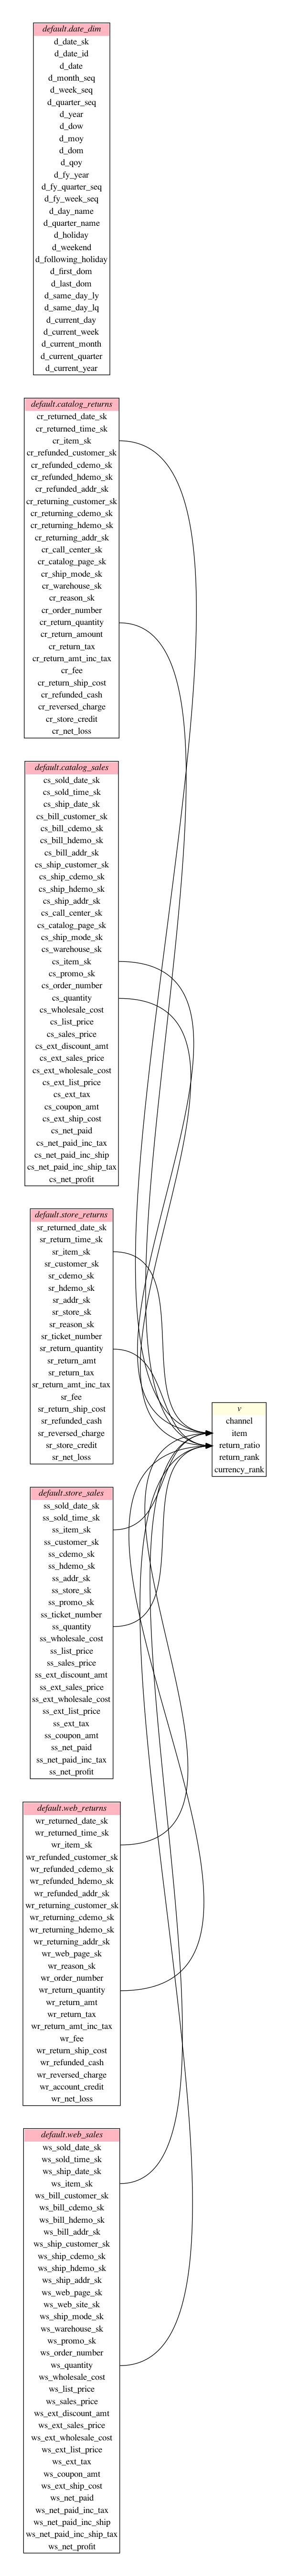 default.date_dim
d_date_sk
d_date_id
d_date
d_month_seq
d_week_seq
d_quarter_seq
d_year
d_dow
d_moy
d_dom
d_qoy
d_fy_year
d_fy_quarter_seq
d_fy_week_seq
d_day_name
d_quarter_name
d_holiday
d_weekend
d_following_holiday
d_first_dom
d_last_dom
d_same_day_ly
d_same_day_lq
d_current_day
d_current_week
d_current_month
d_current_quarter
d_current_year
default.catalog_returns
cr_returned_date_sk
cr_returned_time_sk
cr_item_sk
cr_refunded_customer_sk
cr_refunded_cdemo_sk
cr_refunded_hdemo_sk
cr_refunded_addr_sk
cr_returning_customer_sk
cr_returning_cdemo_sk
cr_returning_hdemo_sk
cr_returning_addr_sk
cr_call_center_sk
cr_catalog_page_sk
cr_ship_mode_sk
cr_warehouse_sk
cr_reason_sk
cr_order_number
cr_return_quantity
cr_return_amount
cr_return_tax
cr_return_amt_inc_tax
cr_fee
cr_return_ship_cost
cr_refunded_cash
cr_reversed_charge
cr_store_credit
cr_net_loss
default.catalog_sales
cs_sold_date_sk
cs_sold_time_sk
cs_ship_date_sk
cs_bill_customer_sk
cs_bill_cdemo_sk
cs_bill_hdemo_sk
cs_bill_addr_sk
cs_ship_customer_sk
cs_ship_cdemo_sk
cs_ship_hdemo_sk
cs_ship_addr_sk
cs_call_center_sk
cs_catalog_page_sk
cs_ship_mode_sk
cs_warehouse_sk
cs_item_sk
cs_promo_sk
cs_order_number
cs_quantity
cs_wholesale_cost
cs_list_price
cs_sales_price
cs_ext_discount_amt
cs_ext_sales_price
cs_ext_wholesale_cost
cs_ext_list_price
cs_ext_tax
cs_coupon_amt
cs_ext_ship_cost
cs_net_paid
cs_net_paid_inc_tax
cs_net_paid_inc_ship
cs_net_paid_inc_ship_tax
cs_net_profit
default.store_returns
sr_returned_date_sk
sr_return_time_sk
sr_item_sk
sr_customer_sk
sr_cdemo_sk
sr_hdemo_sk
sr_addr_sk
sr_store_sk
sr_reason_sk
sr_ticket_number
sr_return_quantity
sr_return_amt
sr_return_tax
sr_return_amt_inc_tax
sr_fee
sr_return_ship_cost
sr_refunded_cash
sr_reversed_charge
sr_store_credit
sr_net_loss
v
channel
item
return_ratio
return_rank
currency_rank
default.store_sales
ss_sold_date_sk
ss_sold_time_sk
ss_item_sk
ss_customer_sk
ss_cdemo_sk
ss_hdemo_sk
ss_addr_sk
ss_store_sk
ss_promo_sk
ss_ticket_number
ss_quantity
ss_wholesale_cost
ss_list_price
ss_sales_price
ss_ext_discount_amt
ss_ext_sales_price
ss_ext_wholesale_cost
ss_ext_list_price
ss_ext_tax
ss_coupon_amt
ss_net_paid
ss_net_paid_inc_tax
ss_net_profit
default.web_returns
wr_returned_date_sk
wr_returned_time_sk
wr_item_sk
wr_refunded_customer_sk
wr_refunded_cdemo_sk
wr_refunded_hdemo_sk
wr_refunded_addr_sk
wr_returning_customer_sk
wr_returning_cdemo_sk
wr_returning_hdemo_sk
wr_returning_addr_sk
wr_web_page_sk
wr_reason_sk
wr_order_number
wr_return_quantity
wr_return_amt
wr_return_tax
wr_return_amt_inc_tax
wr_fee
wr_return_ship_cost
wr_refunded_cash
wr_reversed_charge
wr_account_credit
wr_net_loss
default.web_sales
ws_sold_date_sk
ws_sold_time_sk
ws_ship_date_sk
ws_item_sk
ws_bill_customer_sk
ws_bill_cdemo_sk
ws_bill_hdemo_sk
ws_bill_addr_sk
ws_ship_customer_sk
ws_ship_cdemo_sk
ws_ship_hdemo_sk
ws_ship_addr_sk
ws_web_page_sk
ws_web_site_sk
ws_ship_mode_sk
ws_warehouse_sk
ws_promo_sk
ws_order_number
ws_quantity
ws_wholesale_cost
ws_list_price
ws_sales_price
ws_ext_discount_amt
ws_ext_sales_price
ws_ext_wholesale_cost
ws_ext_list_price
ws_ext_tax
ws_coupon_amt
ws_ext_ship_cost
ws_net_paid
ws_net_paid_inc_tax
ws_net_paid_inc_ship
ws_net_paid_inc_ship_tax
ws_net_profit